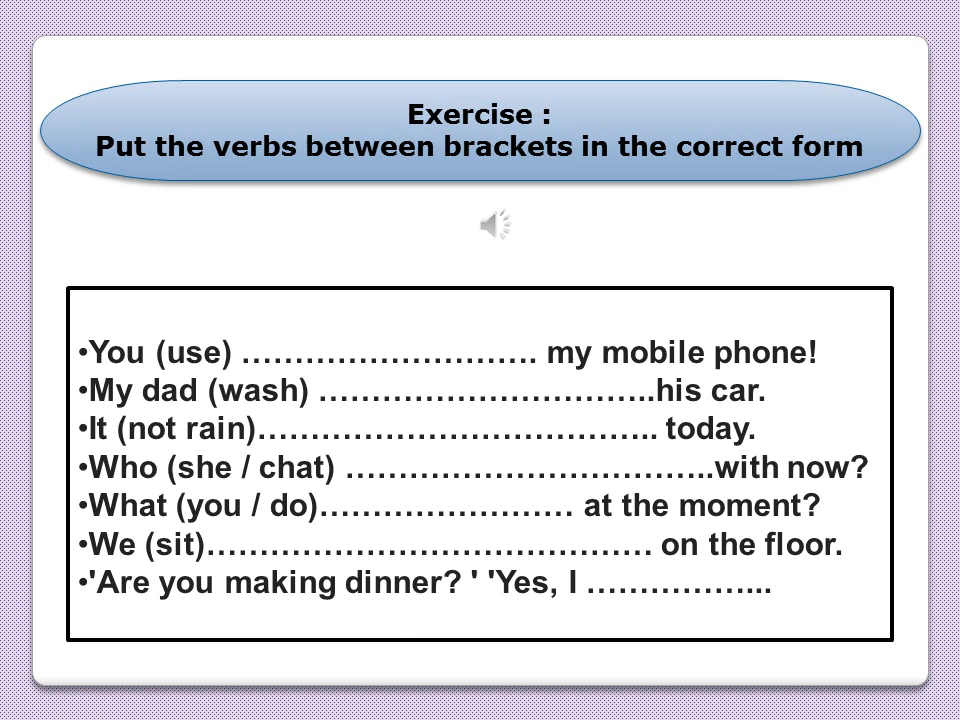 Exercise :
Put the verbs between brackets in the correct form
•You (use) ………………………. my mobile phone!
•My dad (wash) …………………………..his car.
•It (not rain)……………………………….. today.
•Who (she / chat) ……………………………..with now?
•What (you / do)…………………… at the moment?
•We (sit)…………………………………… on the floor.
•'Are you making dinner? ' 'Yes, I ……………...